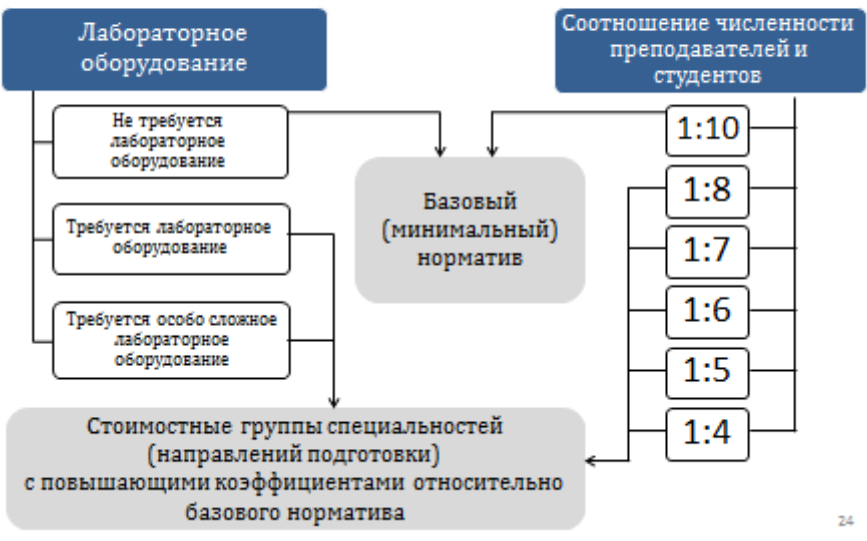 Лабораторное
оборудование
Соотношение численности
преподавателей и
студентов
Не требуется
лабораторное
оборудование
Требуется лабораторное
оборудование
Требуется особо сложное
лабораторное
оборудование
Базовый
(минимальный)
норматив
1:10
1:8
1:7
1:6
1:5
1:4
Стоимостные группы специальностей
(направлений подготовки)
с повышающими коэффициентами относительно
базового норматива
24